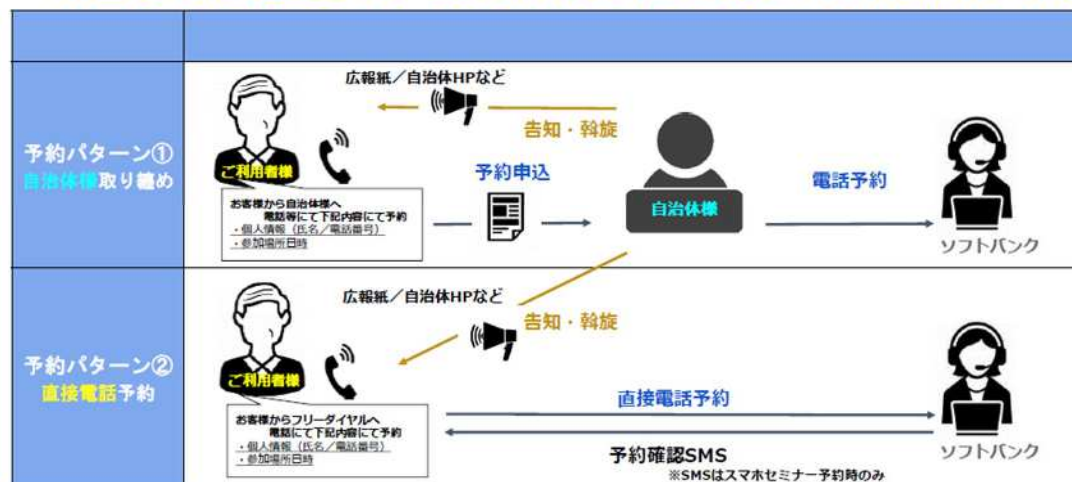 予約パターン①
自治体様取り纏め
広報紙／自治体HPなど
告知・斡旋
ご利用者様
お客様から自治体様へ
電話等にて下記内容にて予約
・個人情報（氏名／電話番号）
・参加場所日時
予約申込
自治体様
電話予約
ソフトバンク
予約パターン②
直接電話予約
広報紙／自治体HPなど
告知・斡旋
ご利用者様
お客様からフリーダイヤルへ
電話にて下記内容にて予約
・個人情報（氏名／電話番号）
・参加場所日時
直接電話予約
予約確認SMS
※SMSはスマホセミナー予約時のみ
ソフトバンク